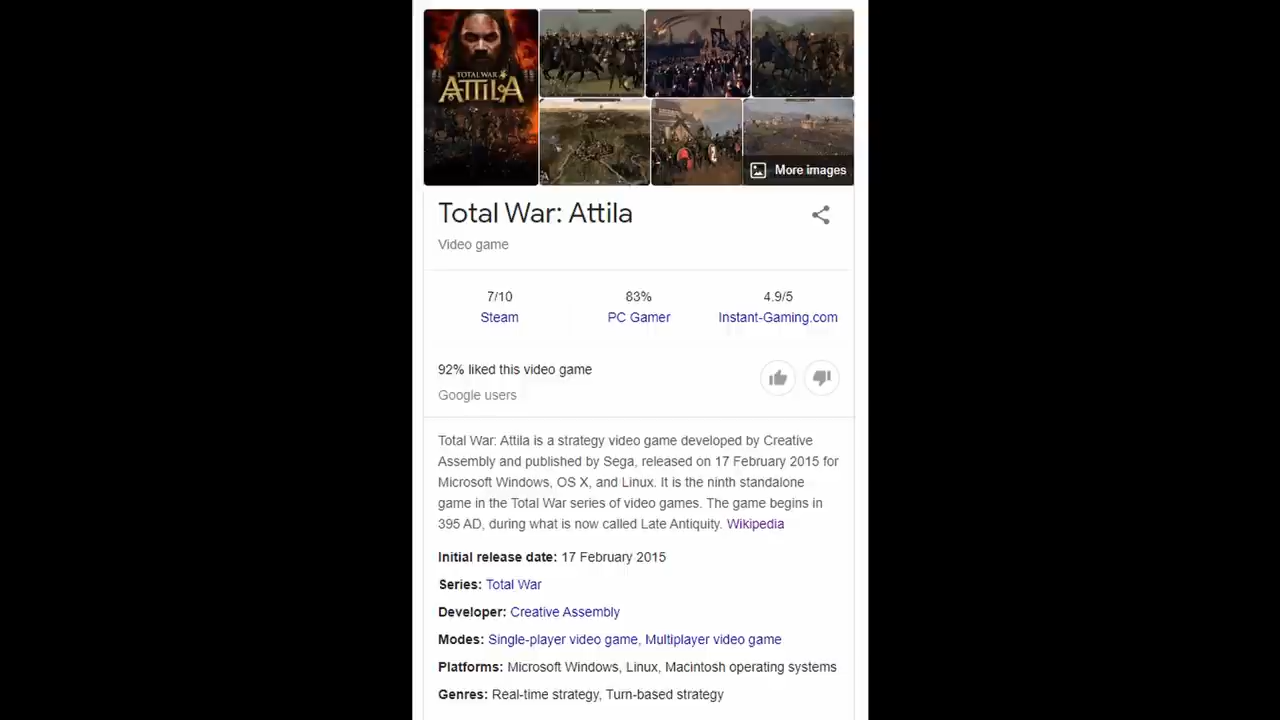 TOTAL WAR
ATTILA
More images
Total War: Attila
Video game
7/10
83%
4.9/5
Steam
PC Gamer
Instant-Gaming.com
92% liked this video game
Google users
Total War: Attila is a strategy video game developed by Creative
Assembly and published by Sega, released on 17 February 2015 for
Microsoft Windows, OS X, and Linux. It is the ninth standalone
game in the Total War series of video games. The game begins in
395 AD, during what is now called Late Antiquity. Wikipedia
Initial release date: 17 February 2015
Series: Total War
Developer: Creative Assembly
Modes: Single-player video game, Multiplayer video game
Platforms: Microsoft Windows, Linux, Macintosh operating systems
Genres: Real-time strategy, Turn-based strategy